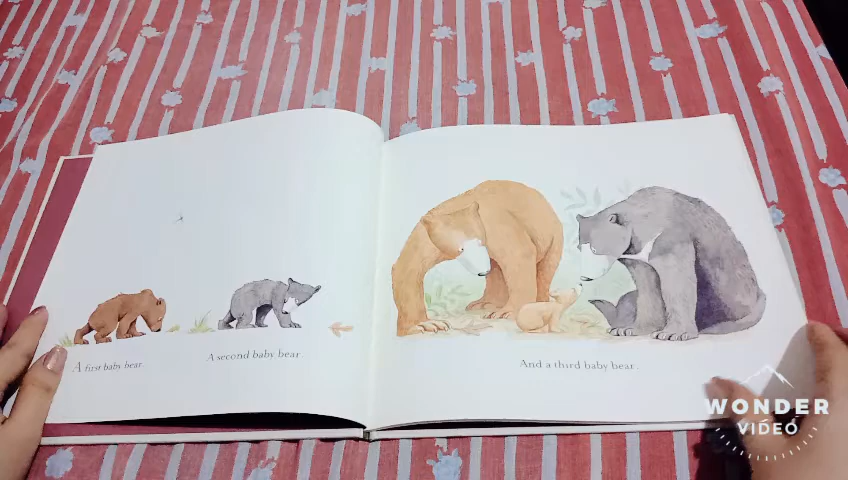 A first baby bear.
A second baby bear
And a third baby bear.
WONDER
VIDEO